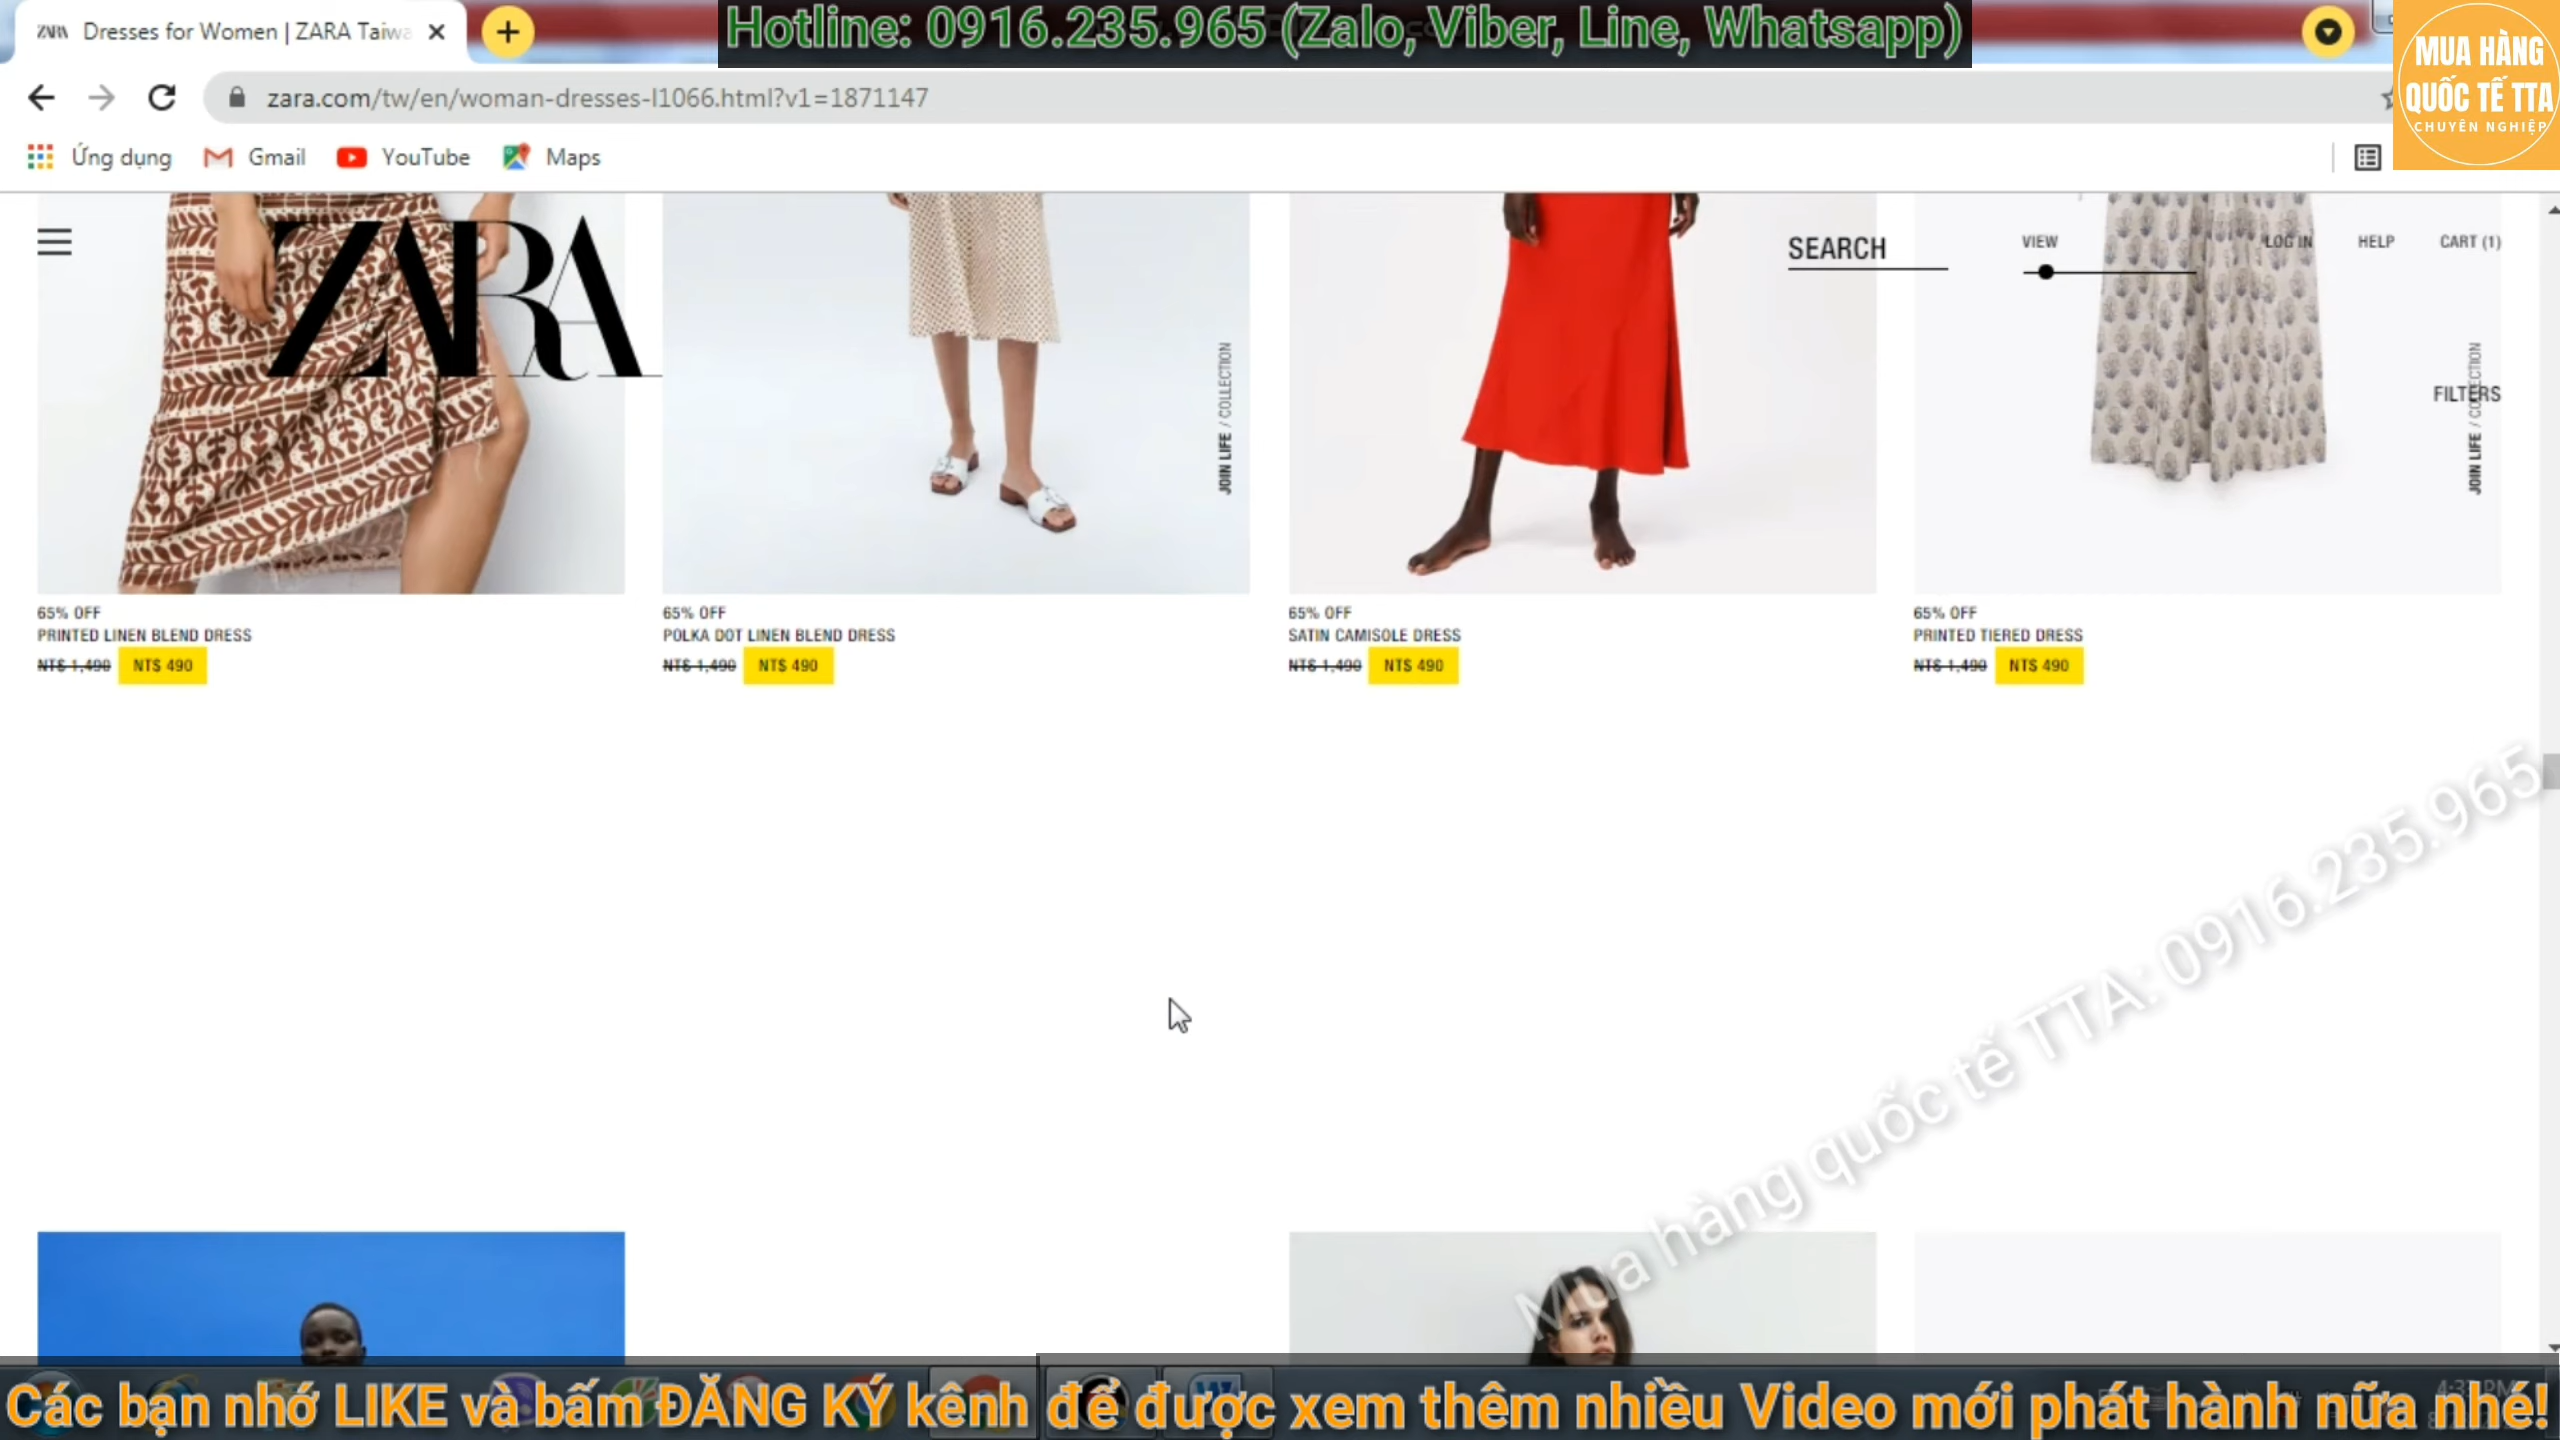 ZARA Dresses for Women | ZARA Taiwa
Hotline: 0916.235.965 (Zalo, Viber, Line, Whatsapp)
MUA HÀNG
QUỐC TẾ TTA
CHUYÊN NGHIỆP
zara.com/tw/en/woman-dresses-l1066.html?v1=1871147
Ứng dụng Gmail YouTube Maps
ZARA
SEARCH
VIEW
LOG IN HELP CART (1)
FILTERS
JOIN LIFE / COLLECTION
JOIN LIFE / COLLECTION
65% OFF
PRINTED LINEN BLEND DRESS
NT$ 1,490 NT$ 490
65% OFF
POLKA DOT LINEN BLEND DRESS
NT$ 1,490 NT$ 490
65% OFF
SATIN CAMISOLE DRESS
NT$ 1,490 NT$ 490
65% OFF
PRINTED TIERED DRESS
NT$ 1,490 NT$ 490
Mua hàng quốc tế TTA: 0916.235.965
Các bạn nhớ LIKE và bấm ĐĂNG KÝ kênh để được xem thêm nhiều Video mới phát hành nữa nhé!